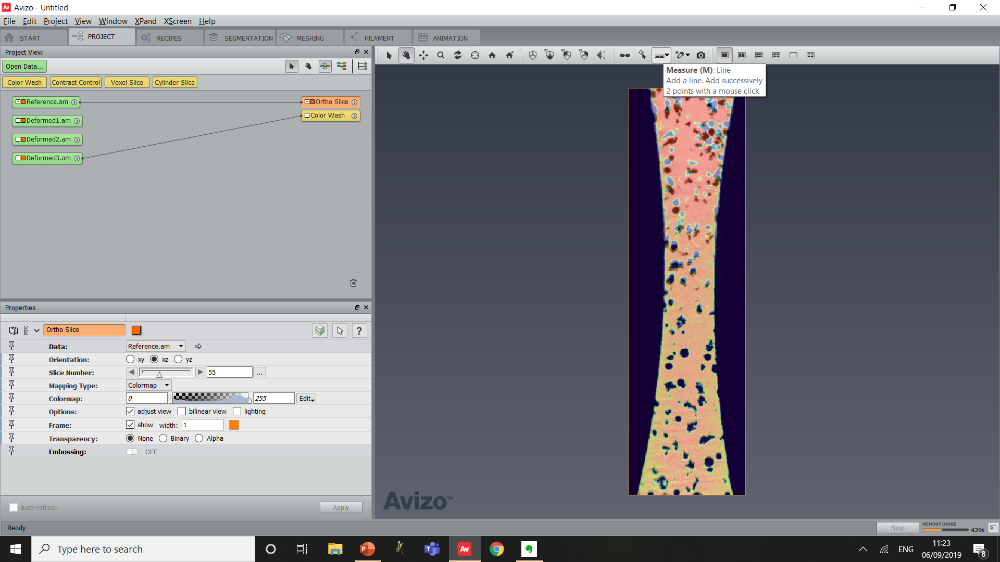 Av Avizo - Untitled
File Edit Project View Window XPand XScreen Help
START PROJECT RECIPES SEGMENTATION MESHING FILAMENT ANIMATION
Project View
Open Data...
Color Wash Contrast Control Voxel Slice Cylinder Slice
Reference.am
Deformed1.am
Deformed2.am
Deformed3.am
Ortho Slice
Color Wash
XY XZ YZ
Measure (M): Line
Add a line. Add successively
2 points with a mouse click
Properties
Ortho Slice ?
Data: Reference.am
Orientation: xy xz yz
Slice Number: 55 ...
Mapping Type: Colormap
Colormap: 0 255 Edit
Options: adjust view bilinear view lighting
Frame: show width: 1
Transparency: None Binary Alpha
Embossing: OFF
auto-refresh Apply
Avizo™
Ready Stop MEMORY USAGE 43%
Type here to search
Av
ENG
11:23
06/09/2019
8